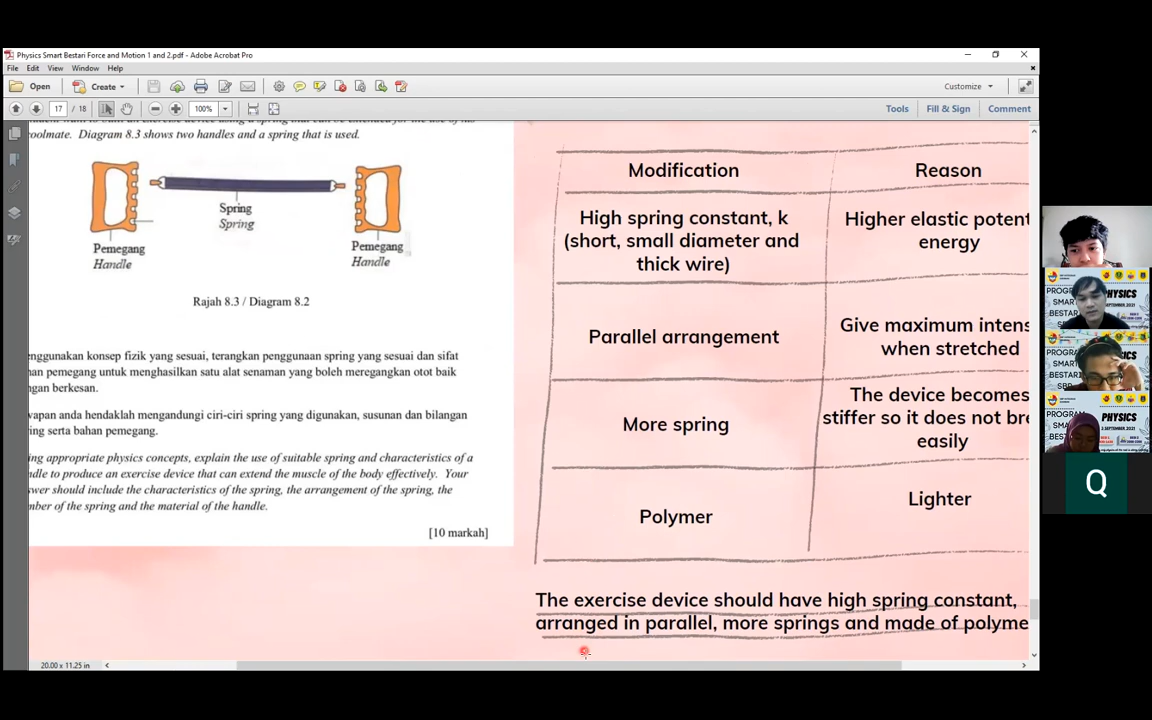 Physics Smart Bestari Force and Motion 1 and 2.pdf - Adobe Acrobat Pro
File Edit View Window Help
Open Create Customize
17 / 18 100% Tools Fill & Sign Comment
oolmate. Diagram 8.3 shows two handles and a spring that is used.
Spring
Spring
Pemegang
Handle
Pemegang
Handle
Rajah 8.3 / Diagram 8.2
enggunakan konsep fizik yang sesuai, terangkan penggunaan spring yang sesuai dan sifat
an pemegang untuk menghasilkan satu alat senaman yang boleh meregangkan otot baik
ngan berkesan.
wapan anda hendaklah mengandungi ciri-ciri spring yang digunakan, susunan dan bilangan
ing serta bahan pemegang.
ing appropriate physics concepts, explain the use of suitable spring and characteristics of a
ndle to produce an exercise device that can extend the muscle of the body effectively. Your
swer should include the characteristics of the spring, the arrangement of the spring, the
mber of the spring and the material of the handle.
[10 markah]
Modification Reason
High spring constant, k
(short, small diameter and
thick wire)
Higher elastic potent
energy
Parallel arrangement
Give maximum intens
when stretched
More spring
The device becomes
stiffer so it does not bre
easily
Polymer
Lighter
The exercise device should have high spring constant,
arranged in parallel, more springs and made of polyme
20.00 x 11.25 in
PHYSICS
PHYSICS
PROGRAM
SMART
BESTARI
SBP
PHYSICS
Q